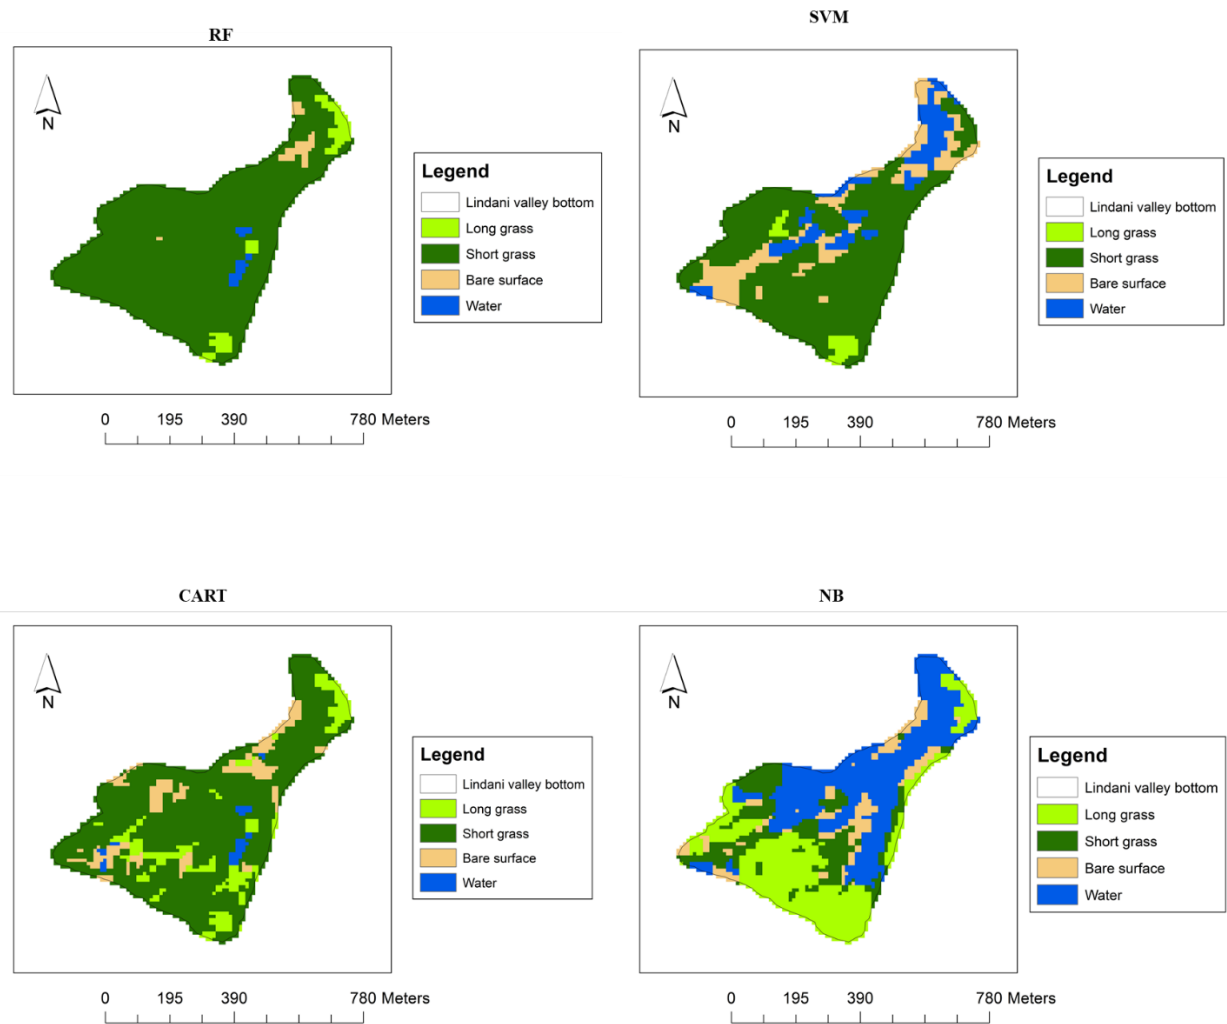 RF
N
Legend
Lindani valley bottom
Long grass
Short grass
Bare surface
Water
0 195 390 780 Meters
SVM
N
Legend
Lindani valley bottom
Long grass
Short grass
Bare surface
Water
0 195 390 780 Meters
CART
N
Legend
Lindani valley bottom
Long grass
Short grass
Bare surface
Water
0 195 390 780 Meters
NB
N
Legend
Lindani valley bottom
Long grass
Short grass
Bare surface
Water
0 195 390 780 Meters